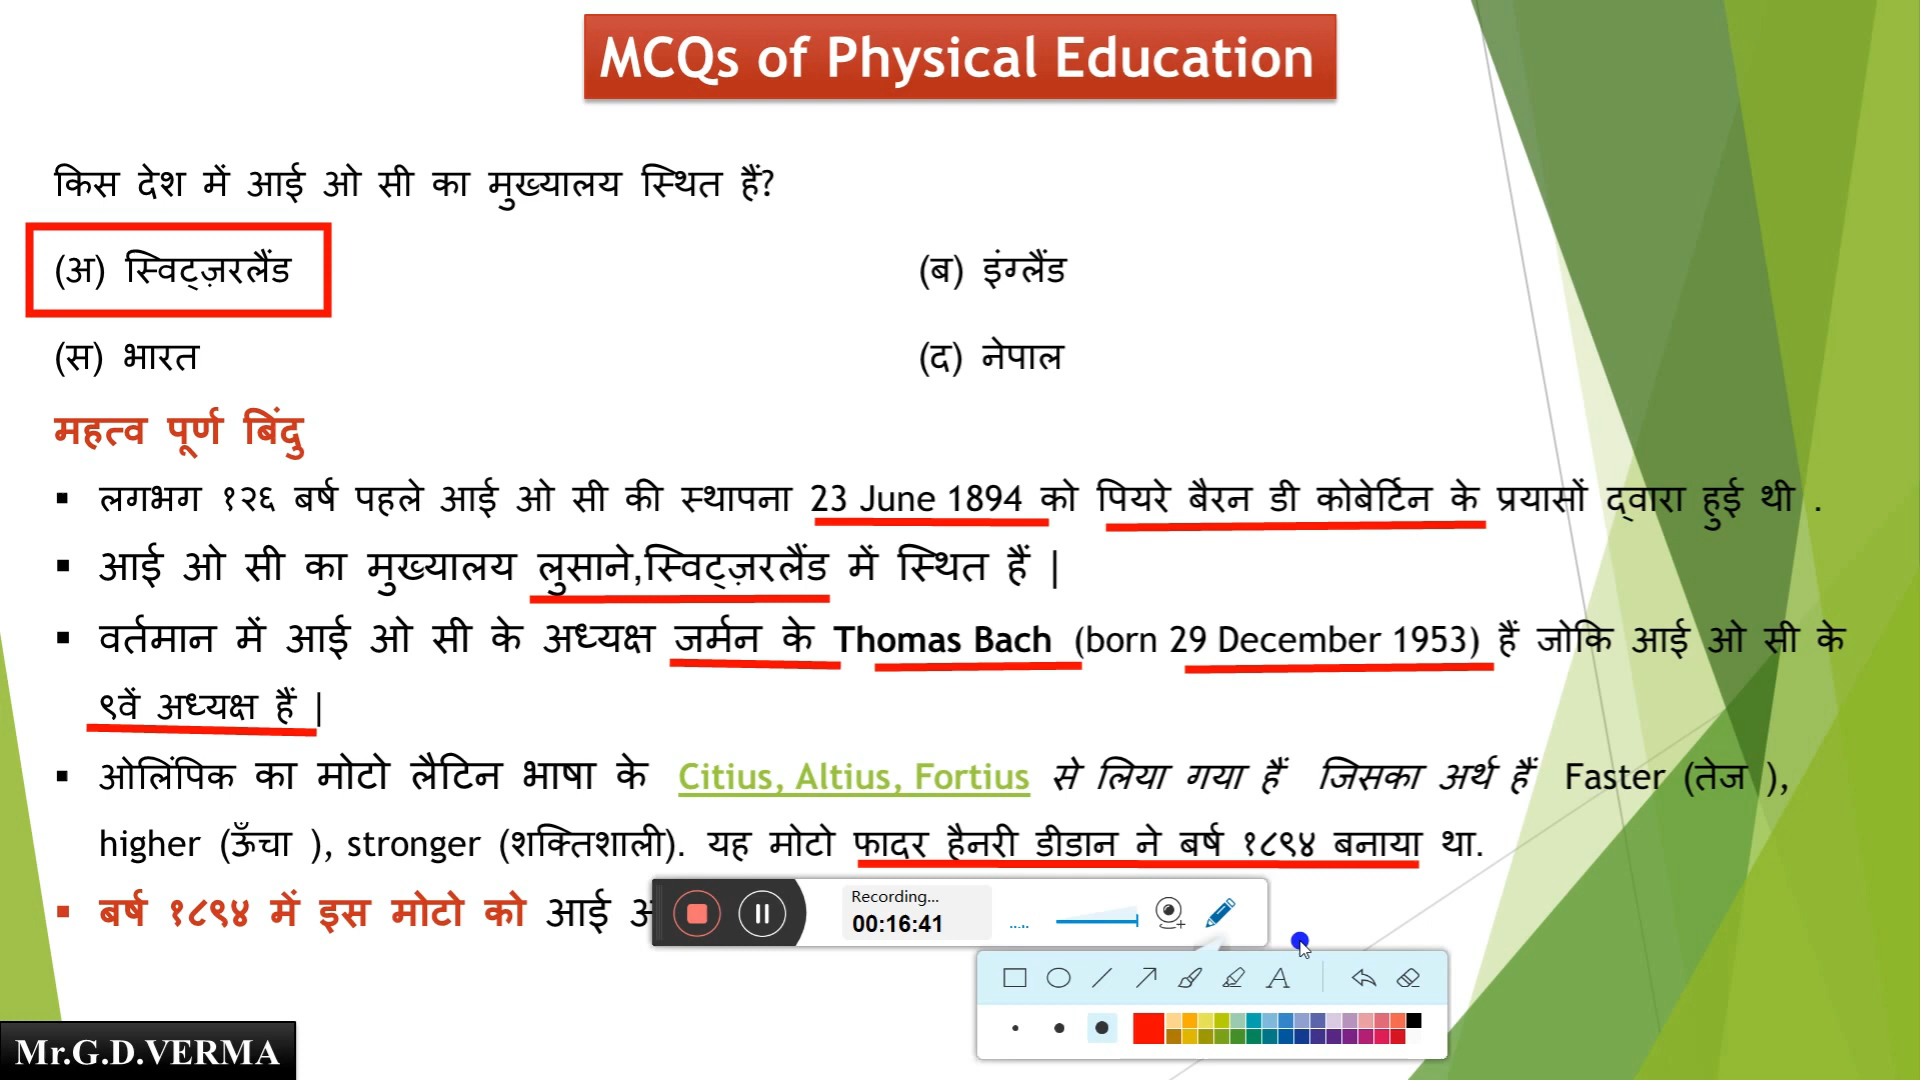 MCQs of Physical Education
किस देश में आई ओ सी का मुख्यालय स्थित हैं?
(अ) स्विट्ज़रलैंड (ब) इंग्लैंड
(स) भारत (द) नेपाल
महत्व पूर्ण बिंदु
▪ लगभग १२६ बर्ष पहले आई ओ सी की स्थापना 23 June 1894 को पियरे बैरन डी कोबेर्टिन के प्रयासों द्वारा हुई थी .
▪ आई ओ सी का मुख्यालय लुसाने,स्विट्ज़रलैंड में स्थित हैं |
▪ वर्तमान में आई ओ सी के अध्यक्ष जर्मन के Thomas Bach (born 29 December 1953) हैं जोकि आई ओ सी के
९वें अध्यक्ष हैं |
▪ ओलिंपिक का मोटो लैटिन भाषा के Citius, Altius, Fortius से लिया गया हैं जिसका अर्थ हैं Faster (तेज ),
higher (ऊँचा ), stronger (शक्तिशाली). यह मोटो फादर हैनरी डीडान ने बर्ष १८९४ बनाया था.
▪ बर्ष १८९४ में इस मोटो को आई
Recording...
00:16:41
A
Mr.G.D.VERMA